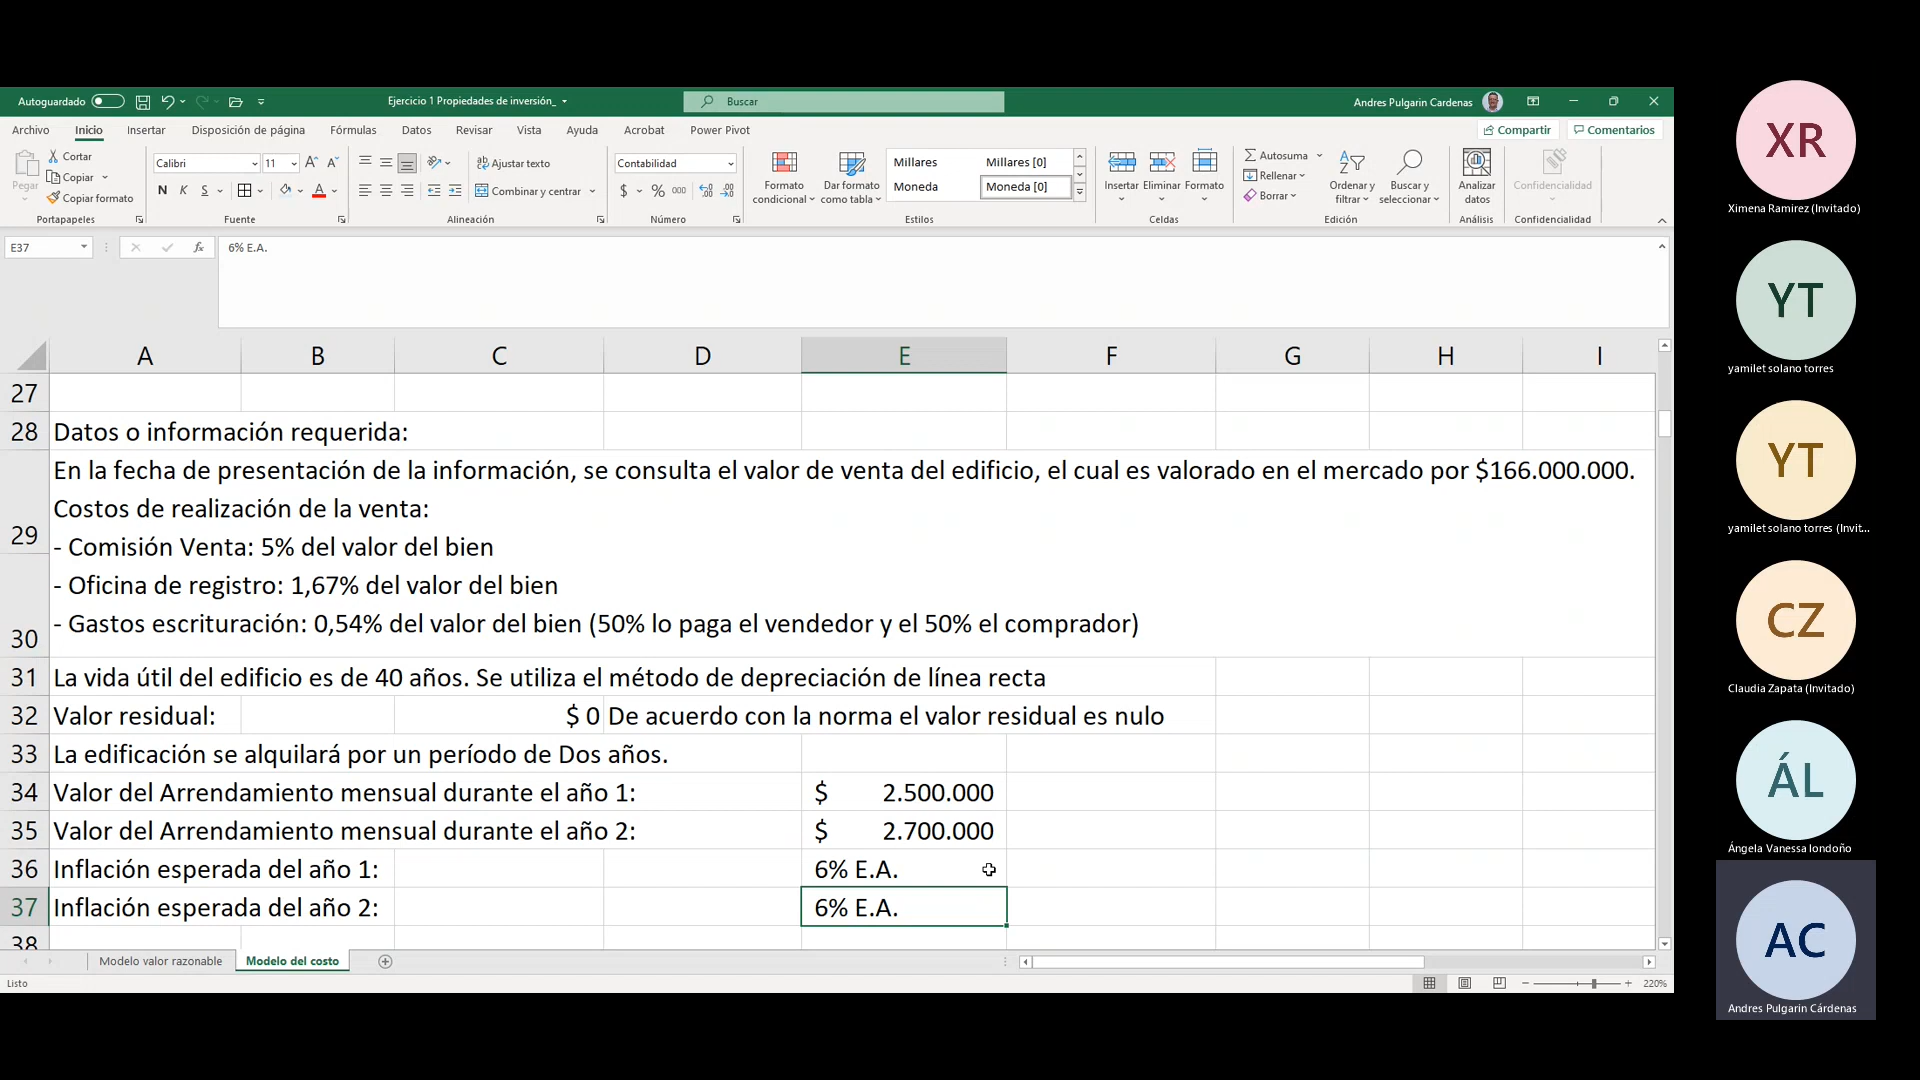 Autoguardado
Ejercicio 1 Propiedades de inversión_
Buscar
Andres Pulgarin Cardenas
Archivo Inicio Insertar Disposición de página Fórmulas Datos Revisar Vista Ayuda Acrobat Power Pivot
Compartir Comentarios
Pegar
Cortar
Copiar
Copiar formato
Portapapeles
Calibri 11
N K S
Fuente
Ajustar texto
Combinar y centrar
Alineación
Contabilidad
$ % 000
Número
Formato condicional
Dar formato como tabla
Millares Millares [0]
Moneda Moneda [0]
Estilos
Insertar Eliminar Formato
Celdas
Autosuma
Rellenar
Borrar
Ordenar y filtrar
Buscar y seleccionar
Edición
Analizar datos
Análisis
Confidencialidad
Confidencialidad
E37
fx
6% E.A.
A B C D E F G H I
27
28 Datos o información requerida:
En la fecha de presentación de la información, se consulta el valor de venta del edificio, el cual es valorado en el mercado por $166.000.000.
Costos de realización de la venta:
29
- Comisión Venta: 5% del valor del bien
- Oficina de registro: 1,67% del valor del bien
- Gastos escrituración: 0,54% del valor del bien (50% lo paga el vendedor y el 50% el comprador)
30
31 La vida útil del edificio es de 40 años. Se utiliza el método de depreciación de línea recta
32 Valor residual: $ 0 De acuerdo con la norma el valor residual es nulo
33 La edificación se alquilará por un período de Dos años.
34 Valor del Arrendamiento mensual durante el año 1: $ 2.500.000
35 Valor del Arrendamiento mensual durante el año 2: $ 2.700.000
36 Inflación esperada del año 1: 6% E.A.
37 Inflación esperada del año 2: 6% E.A.
38
Modelo valor razonable Modelo del costo
Listo
220%
XR
Ximena Ramirez (Invitado)
YT
yamilet solano torres
YT
yamilet solano torres (Invit...
CZ
Claudia Zapata (Invitado)
ÁL
Ángela Vanessa londoño
AC
Andres Pulgarin Cárdenas